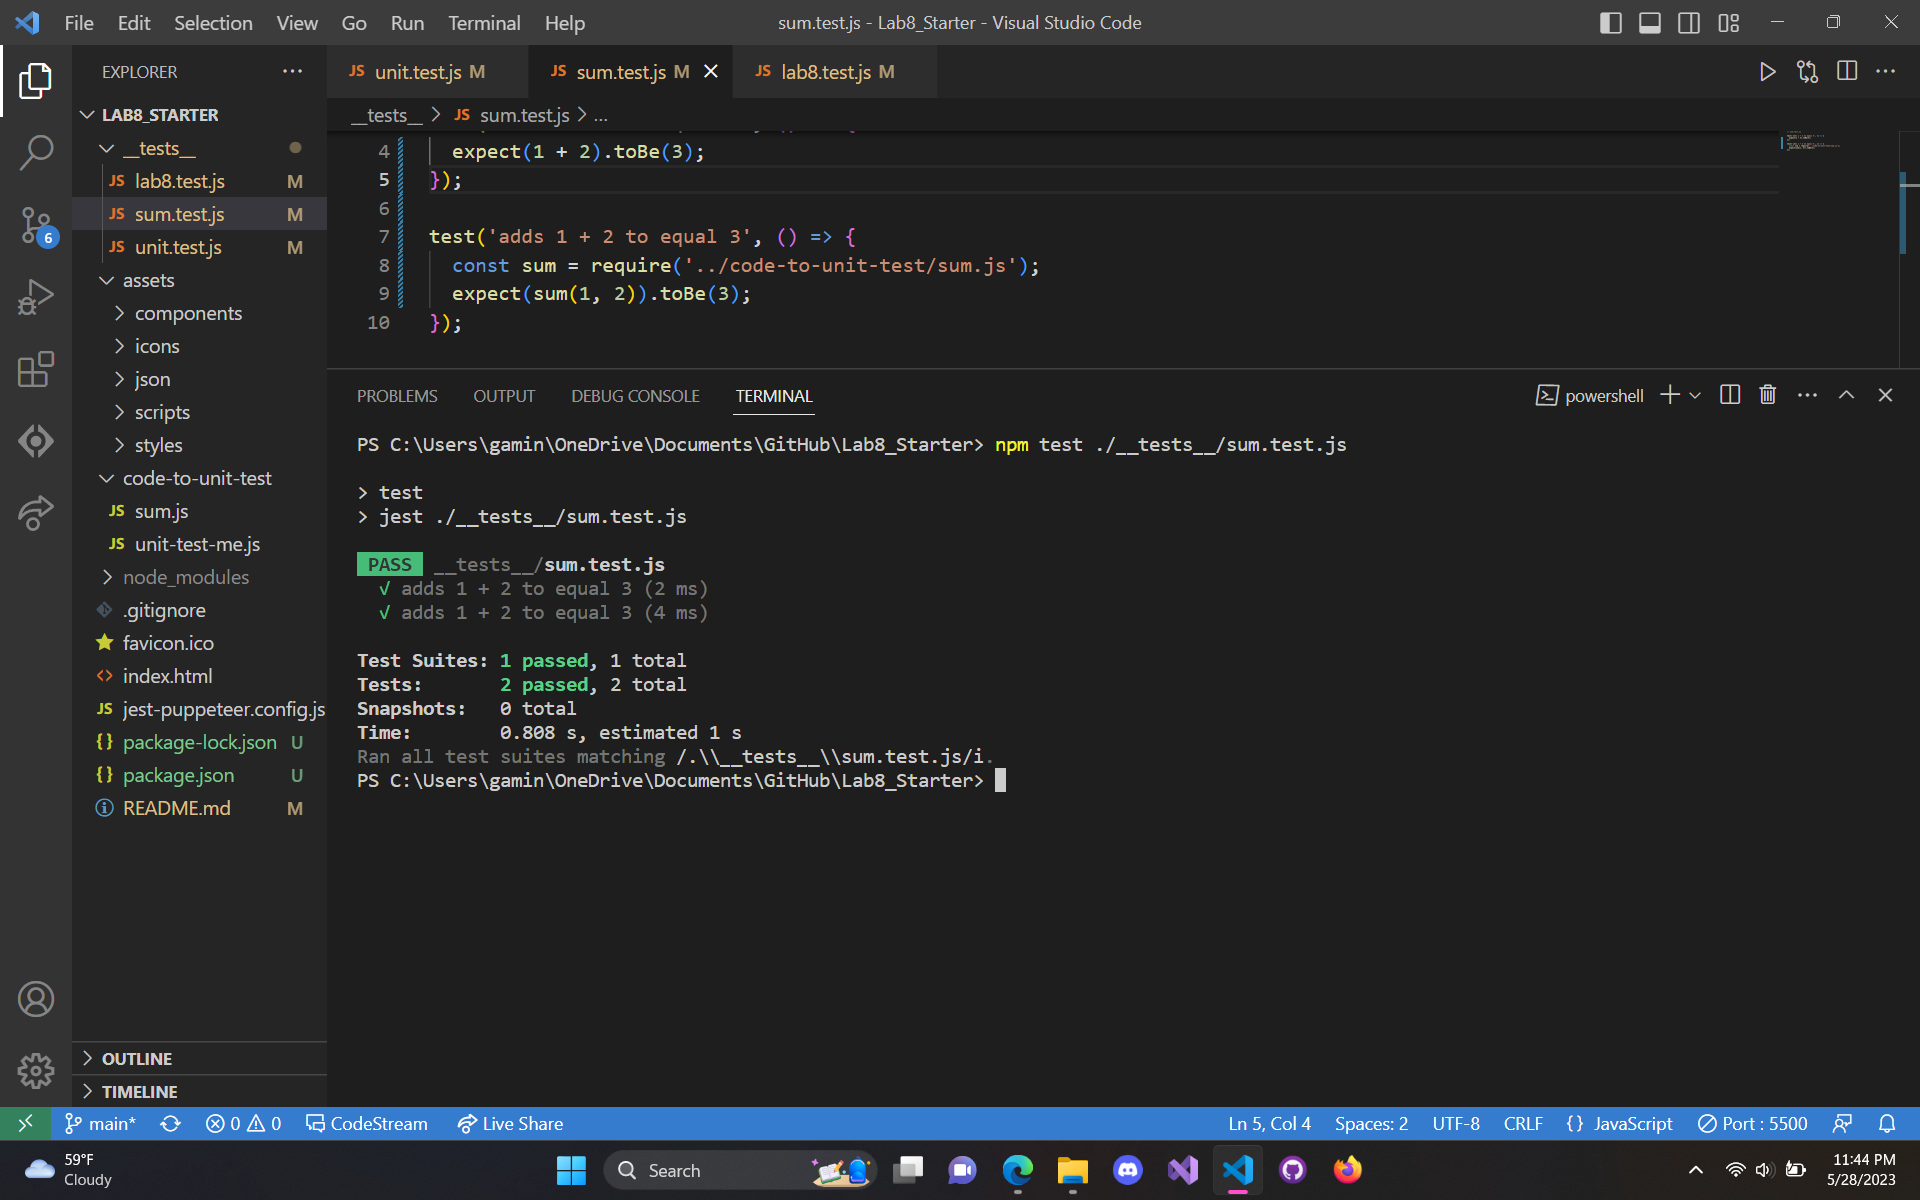 File Edit Selection View Go Run Terminal Help
sum.test.js - Lab8_Starter - Visual Studio Code
EXPLORER
JS unit.test.js M
JS sum.test.js M
JS lab8.test.js M
__tests__ > JS sum.test.js > ...
LAB8_STARTER
__tests__
JS lab8.test.js M
JS sum.test.js M
JS unit.test.js M
assets
components
icons
json
scripts
styles
code-to-unit-test
JS sum.js
JS unit-test-me.js
node_modules
.gitignore
favicon.ico
<> index.html
JS jest-puppeteer.config.js
{} package-lock.json U
{} package.json U
README.md M
OUTLINE
TIMELINE
6
4 expect(1 + 2).toBe(3);
5 });
6
7 test('adds 1 + 2 to equal 3', () => {
8 const sum = require('../code-to-unit-test/sum.js');
9 expect(sum(1, 2)).toBe(3);
10 });
PROBLEMS OUTPUT DEBUG CONSOLE TERMINAL
powershell
PS C:\Users\gamin\OneDrive\Documents\GitHub\Lab8_Starter> npm test ./__tests__/sum.test.js
> test
> jest ./__tests__/sum.test.js
PASS __tests__/sum.test.js
√ adds 1 + 2 to equal 3 (2 ms)
√ adds 1 + 2 to equal 3 (4 ms)
Test Suites: 1 passed, 1 total
Tests: 2 passed, 2 total
Snapshots: 0 total
Time: 0.808 s, estimated 1 s
Ran all test suites matching /.\\__tests__\\sum.test.js/i.
PS C:\Users\gamin\OneDrive\Documents\GitHub\Lab8_Starter>
main* 0 0 CodeStream Live Share
Ln 5, Col 4 Spaces: 2 UTF-8 CRLF {} JavaScript Port : 5500
59°F
Cloudy
Search
11:44 PM
5/28/2023